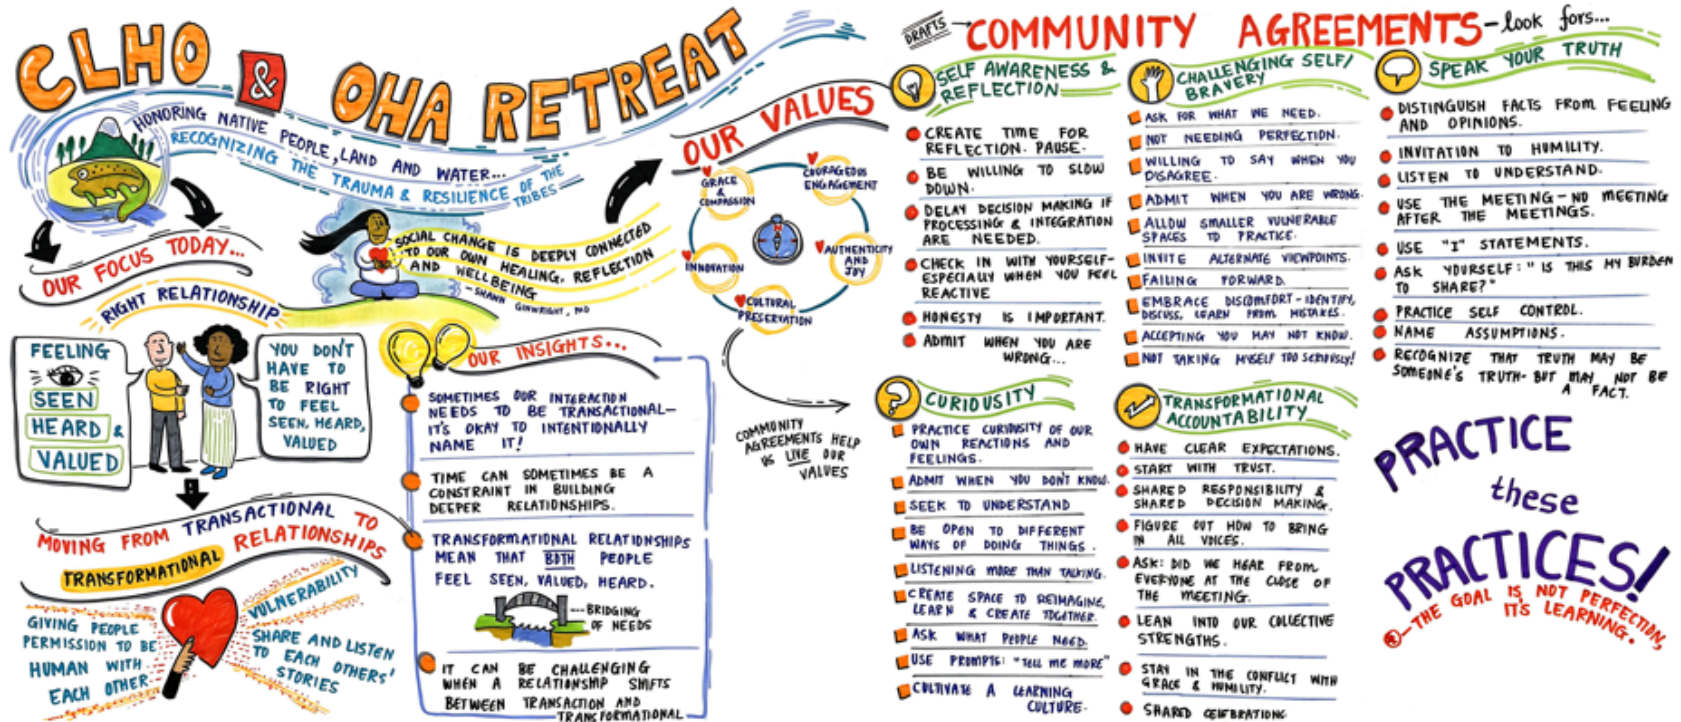 CLHO & OHA RETREAT
HONORING NATIVE PEOPLE, LAND AND WATER...
RECOGNIZING THE TRAUMA & RESILIENCE OF THE
TRIBES
OUR FOCUS TODAY...
RIGHT RELATIONSHIP
FEELING
SEEN
HEARD &
VALUED
YOU DON'T
HAVE TO
BE RIGHT
TO FEEL
SEEN, HEARD,
VALUED
MOVING FROM TRANSACTIONAL TO
TRANSFORMATIONAL RELATIONSHIPS
GIVING PEOPLE
PERMISSION TO BE
HUMAN WITH
EACH OTHER
VULNERABILITY
SHARE AND LISTEN
TO EACH OTHERS'
STORIES
SOCIAL CHANGE IS DEEPLY CONNECTED
TO OUR OWN HEALING, REFLECTION
AND WELLBEING
- SHAWN GINWRIGHT, PhD
OUR INSIGHTS...
SOMETIMES OUR INTERACTION
NEEDS TO BE TRANSACTIONAL-
IT'S OKAY TO INTENTIONALLY
NAME IT!
TIME CAN SOMETIMES BE A
CONSTRAINT IN BUILDING
DEEPER RELATIONSHIPS.
TRANSFORMATIONAL RELATIONSHIPS
MEAN THAT BOTH PEOPLE
FEEL SEEN, VALUED, HEARD.
BRIDGING
OF NEEDS
IT CAN BE CHALLENGING
WHEN A RELATIONSHIP SHIFTS
BETWEEN TRANSACTION AND
TRANSFORMATIONAL
OUR VALUES
GRACE
&
COMPASSION
COURAGEOUS
ENGAGEMENT
AUTHENTICITY
AND
JOY
CULTURAL
PRESERVATION
INNOVATION
COMMUNITY
AGREEMENTS HELP
US LIVE OUR
VALUES
DRAFTS → COMMUNITY AGREEMENTS - look fors...
SELF AWARENESS &
REFLECTION
CREATE TIME FOR
REFLECTION. PAUSE.
BE WILLING TO SLOW
DOWN.
DELAY DECISION MAKING IF
PROCESSING & INTEGRATION
ARE NEEDED.
CHECK IN WITH YOURSELF-
ESPECIALLY WHEN YOU FEEL
REACTIVE
HONESTY IS IMPORTANT.
ADMIT WHEN YOU ARE
WRONG...
CHALLENGING SELF/
BRAVERY
ASK FOR WHAT WE NEED.
NOT NEEDING PERFECTION.
WILLING TO SAY WHEN YOU
DISAGREE.
ADMIT WHEN YOU ARE WRONG.
ALLOW SMALLER VULNERABLE
SPACES TO PRACTICE.
INVITE ALTERNATE VIEWPOINTS.
FAILING FORWARD.
EMBRACE DISCOMFORT-IDENTIFY,
DISCUSS, LEARN FROM MISTAKES.
ACCEPTING YOU MAY NOT KNOW.
NOT TAKING MYSELF TOO SERIOUSLY!
SPEAK YOUR TRUTH
DISTINGUISH FACTS FROM FEELING
AND OPINIONS.
INVITATION TO HUMILITY.
LISTEN TO UNDERSTAND.
USE THE MEETING-NO MEETING
AFTER THE MEETINGS.
USE "I" STATEMENTS.
ASK YOURSELF: "IS THIS MY BURDEN
TO SHARE?"
PRACTICE SELF CONTROL.
NAME ASSUMPTIONS.
RECOGNIZE THAT TRUTH MAY BE
SOMEONE'S TRUTH-BUT MAY NOT BE
A FACT.
CURIOUSITY
PRACTICE CURIOUSITY OF OUR
OWN REACTIONS AND
FEELINGS.
ADMIT WHEN YOU DON'T KNOW.
SEEK TO UNDERSTAND
BE OPEN TO DIFFERENT
WAYS OF DOING THINGS.
LISTENING MORE THAN TALKING.
CREATE SPACE TO REIMAGINE,
LEARN & CREATE TOGETHER.
ASK WHAT PEOPLE NEED.
USE PROMPTS: "TELL ME MORE"
CULTIVATE A LEARNING
CULTURE.
TRANSFORMATIONAL
ACCOUNTABILITY
HAVE CLEAR EXPECTATIONS.
START WITH TRUST.
SHARED RESPONSIBILITY &
SHARED DECISION MAKING.
FIGURE OUT HOW TO BRING
IN ALL VOICES.
ASK: DID WE HEAR FROM
EVERYONE AT THE CLOSE OF
THE MEETING.
LEAN INTO OUR COLLECTIVE
STRENGTHS.
STAY IN THE CONFLICT WITH
GRACE & HUMILITY.
SHARED CELEBRATIONS
PRACTICE
these
PRACTICES!
-THE GOAL IS NOT PERFECTION,
IT'S LEARNING.